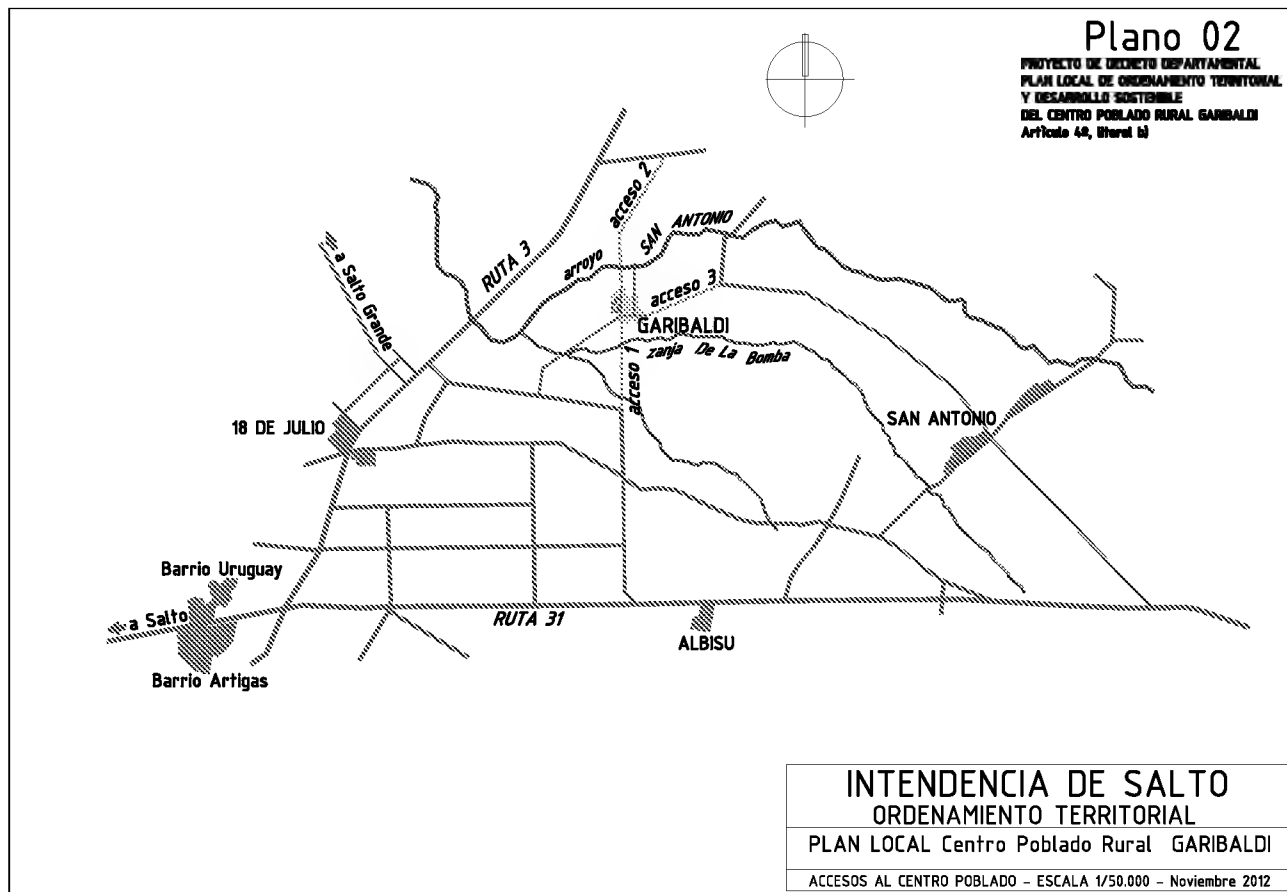 Plano 02
PROYECTO DE DECRETO DEPARTAMENTAL
PLAN LOCAL DE ORDENAMIENTO TERRITORIAL
Y DESARROLLO SOSTENIBLE
DEL CENTRO POBLADO RURAL GARIBALDI
Artículo 4º, literal b)
acceso 2
SAN ANTONIO
arroyo
RUTA 3
a Salto Grande
acceso 3
GARIBALDI
zanja De La Bomba
acceso 1
18 DE JULIO
SAN ANTONIO
Barrio Uruguay
a Salto
RUTA 31
ALBISU
Barrio Artigas
INTENDENCIA DE SALTO
ORDENAMIENTO TERRITORIAL
PLAN LOCAL Centro Poblado Rural GARIBALDI
ACCESOS AL CENTRO POBLADO - ESCALA 1/50.000 - Noviembre 2012